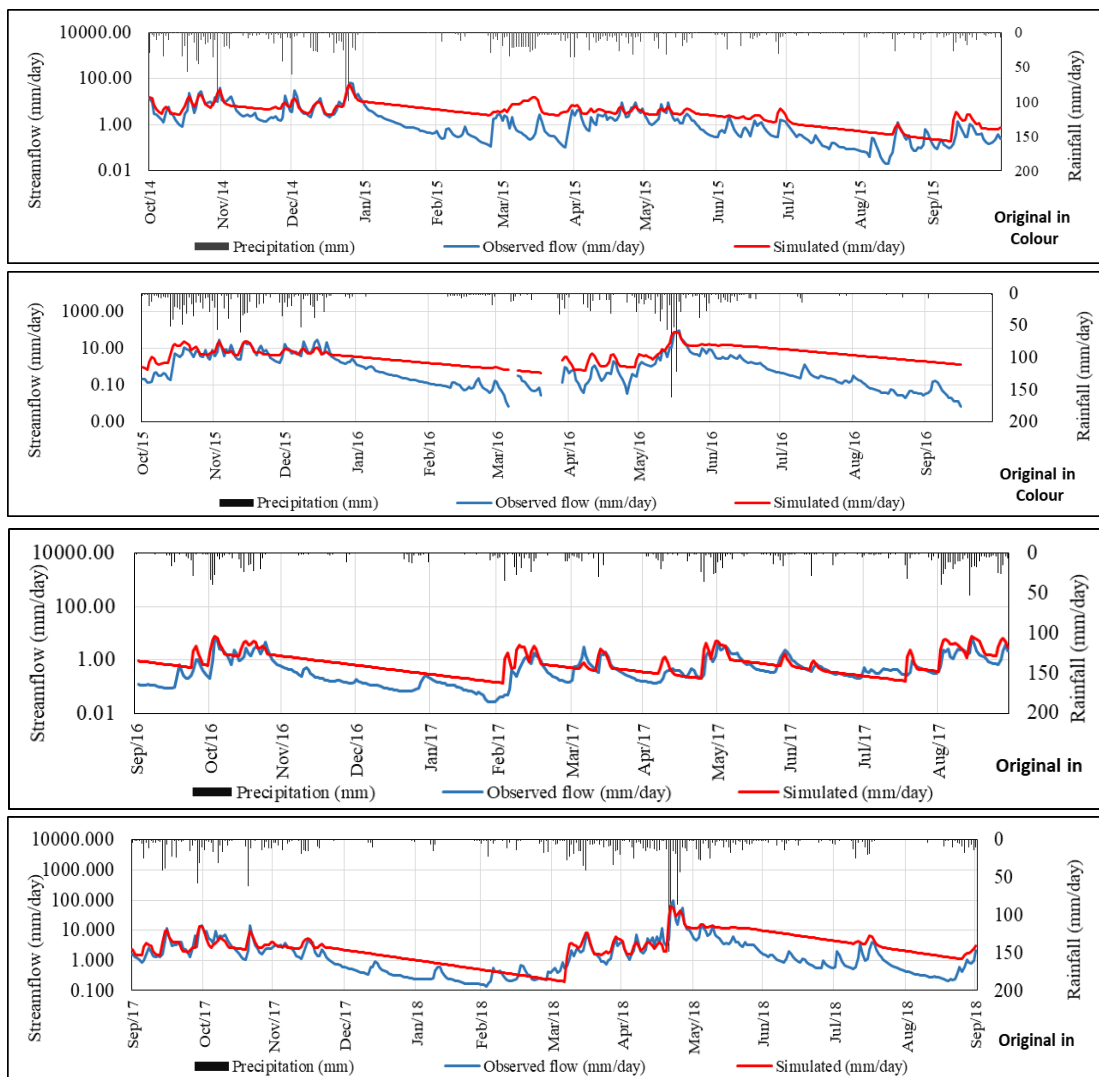 10000.00
100.00
1.00
0.01
Streamflow (mm/day)
0
50
100
150
200
Rainfall (mm/day)
Oct/14
Nov/14
Dec/14
Jan/15
Feb/15
Mar/15
Apr/15
May/15
Jun/15
Jul/15
Aug/15
Sep/15
Original in
Colour
Precipitation (mm) Observed flow (mm/day) Simulated (mm/day)
1000.00
10.00
0.10
0.00
Streamflow (mm/day)
0
50
100
150
200
Rainfall (mm/day)
Oct/15
Nov/15
Dec/15
Jan/16
Feb/16
Mar/16
Apr/16
May/16
Jun/16
Jul/16
Aug/16
Sep/16
Original in
Colour
Precipitation (mm) Observed flow (mm/day) Simulated (mm/day)
10000.00
100.00
1.00
0.01
Streamflow (mm/day)
0
50
100
150
200
Rainfall (mm/day)
Sep/16
Oct/16
Nov/16
Dec/16
Jan/17
Feb/17
Mar/17
Apr/17
May/17
Jun/17
Jul/17
Aug/17
Original in
Precipitation (mm) Observed flow (mm/day) Simulated (mm/day)
10000.000
1000.000
100.000
10.000
1.000
0.100
Streamflow (mm/day)
0
50
100
150
200
Rainfall (mm/day)
Sep/17
Oct/17
Nov/17
Dec/17
Jan/18
Feb/18
Mar/18
Apr/18
May/18
Jun/18
Jul/18
Aug/18
Sep/18
Original in
Precipitation (mm) Observed flow (mm/day) Simulated (mm/day)